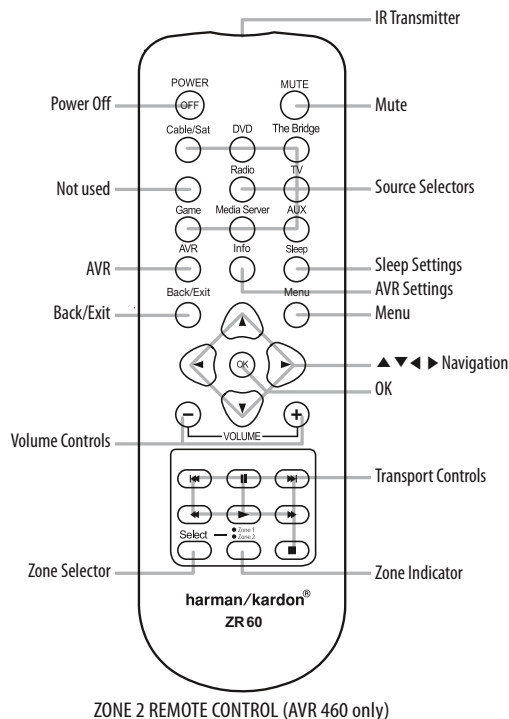 IR Transmitter
POWER
MUTE
Power Off
OFF
Mute
Cable/Sat
DVD
The Bridge
Radio
TV
Not used
Source Selectors
Game
Media Server
AUX
AVR
Info
Sleep
AVR
Sleep Settings
AVR Settings
Back/Exit
Menu
Back/Exit
Menu
▲▼◀ ▶ Navigation
OK
OK
− +
VOLUME
Volume Controls
Transport Controls
Select
Zone 1
Zone 2
Zone Selector
Zone Indicator
harman/kardon®
ZR 60
ZONE 2 REMOTE CONTROL (AVR 460 only)